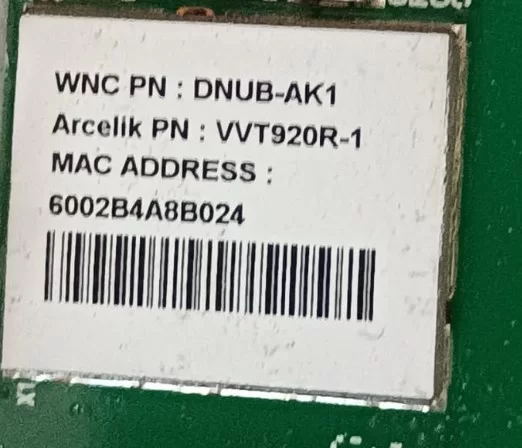 WNC PN : DNUB-AK1
Arcelik PN : VVT920R-1
MAC ADDRESS :
6002B4A8B024